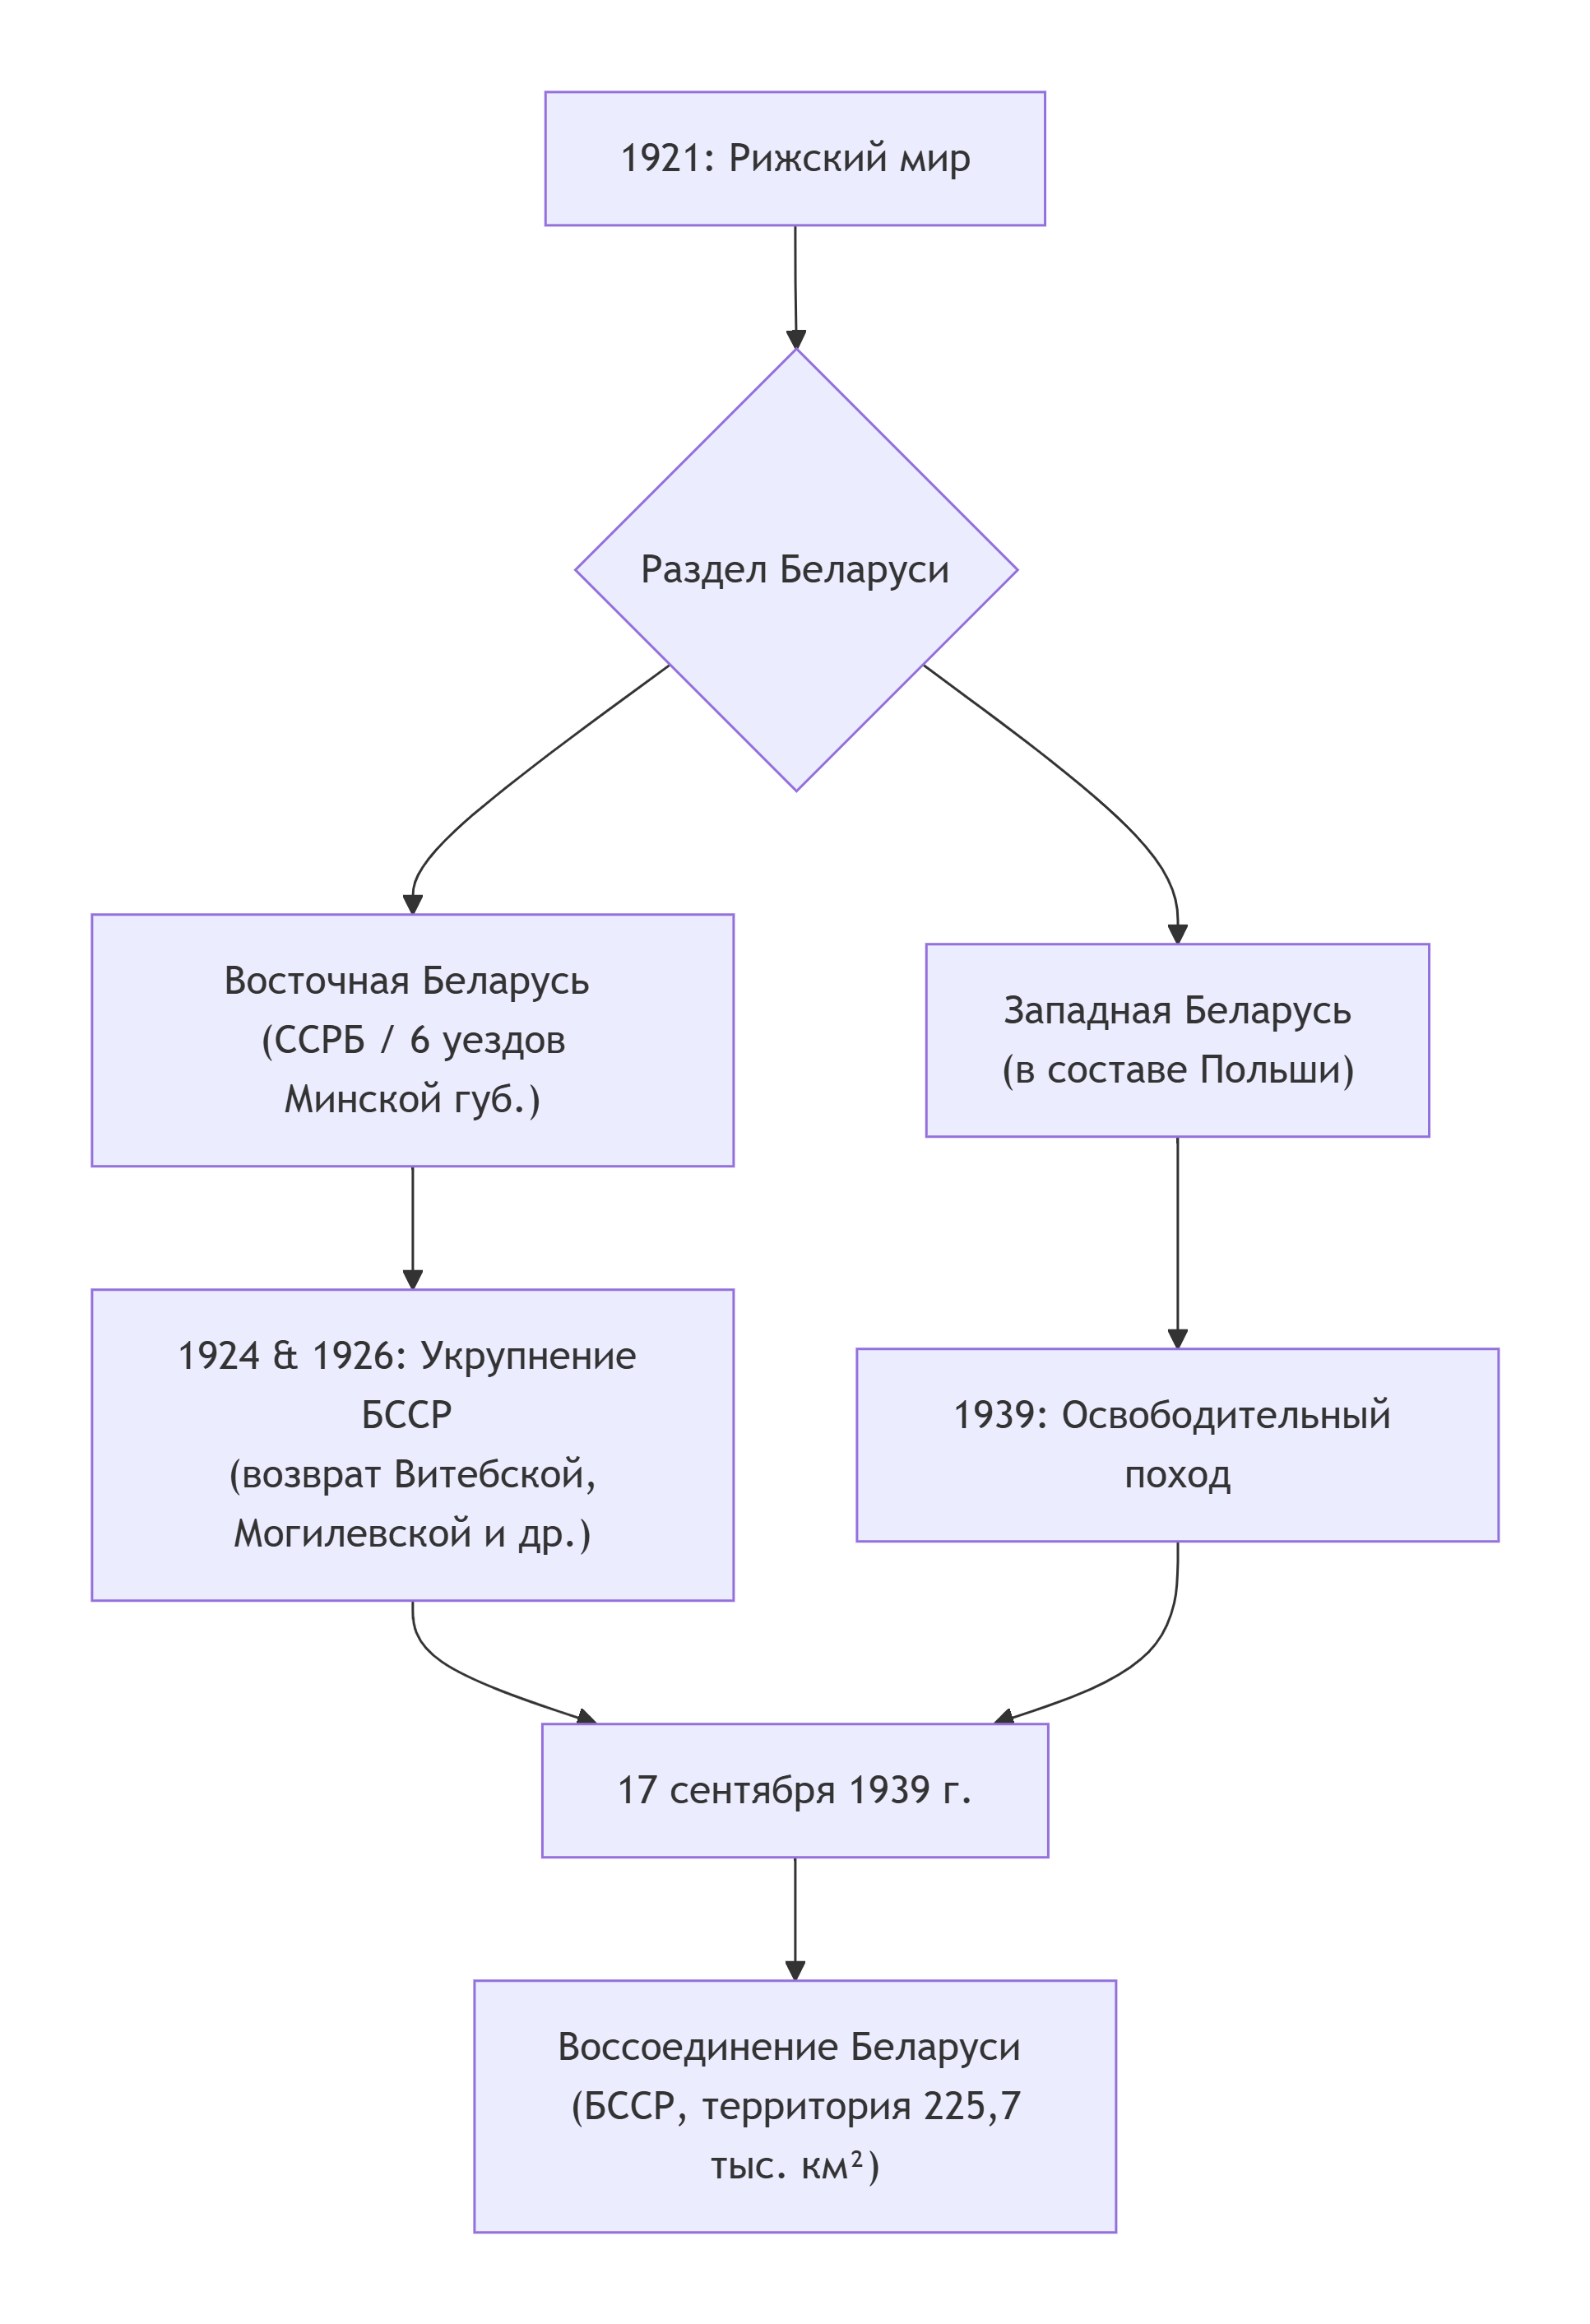 1921: Рижский мир
Раздел Беларуси
Восточная Беларусь
(ССРБ / 6 уездов
Минской губ.)
Западная Беларусь
(в составе Польши)
1924 & 1926: Укрупнение
БССР
(возврат Витебской,
Могилевской и др.)
1939: Освободительный
поход
17 сентября 1939 г.
Воссоединение Беларуси
(БССР, территория 225,7
тыс. км²)